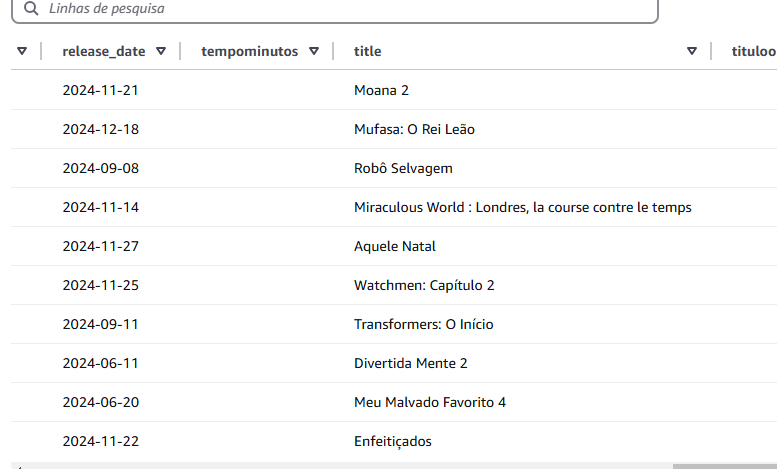 Linhas de pesquisa
release_date tempominutos title tituloo
2024-11-21 Moana 2
2024-12-18 Mufasa: O Rei Leão
2024-09-08 Robô Selvagem
2024-11-14 Miraculous World : Londres, la course contre le temps
2024-11-27 Aquele Natal
2024-11-25 Watchmen: Capítulo 2
2024-09-11 Transformers: O Início
2024-06-11 Divertida Mente 2
2024-06-20 Meu Malvado Favorito 4
2024-11-22 Enfeitiçados